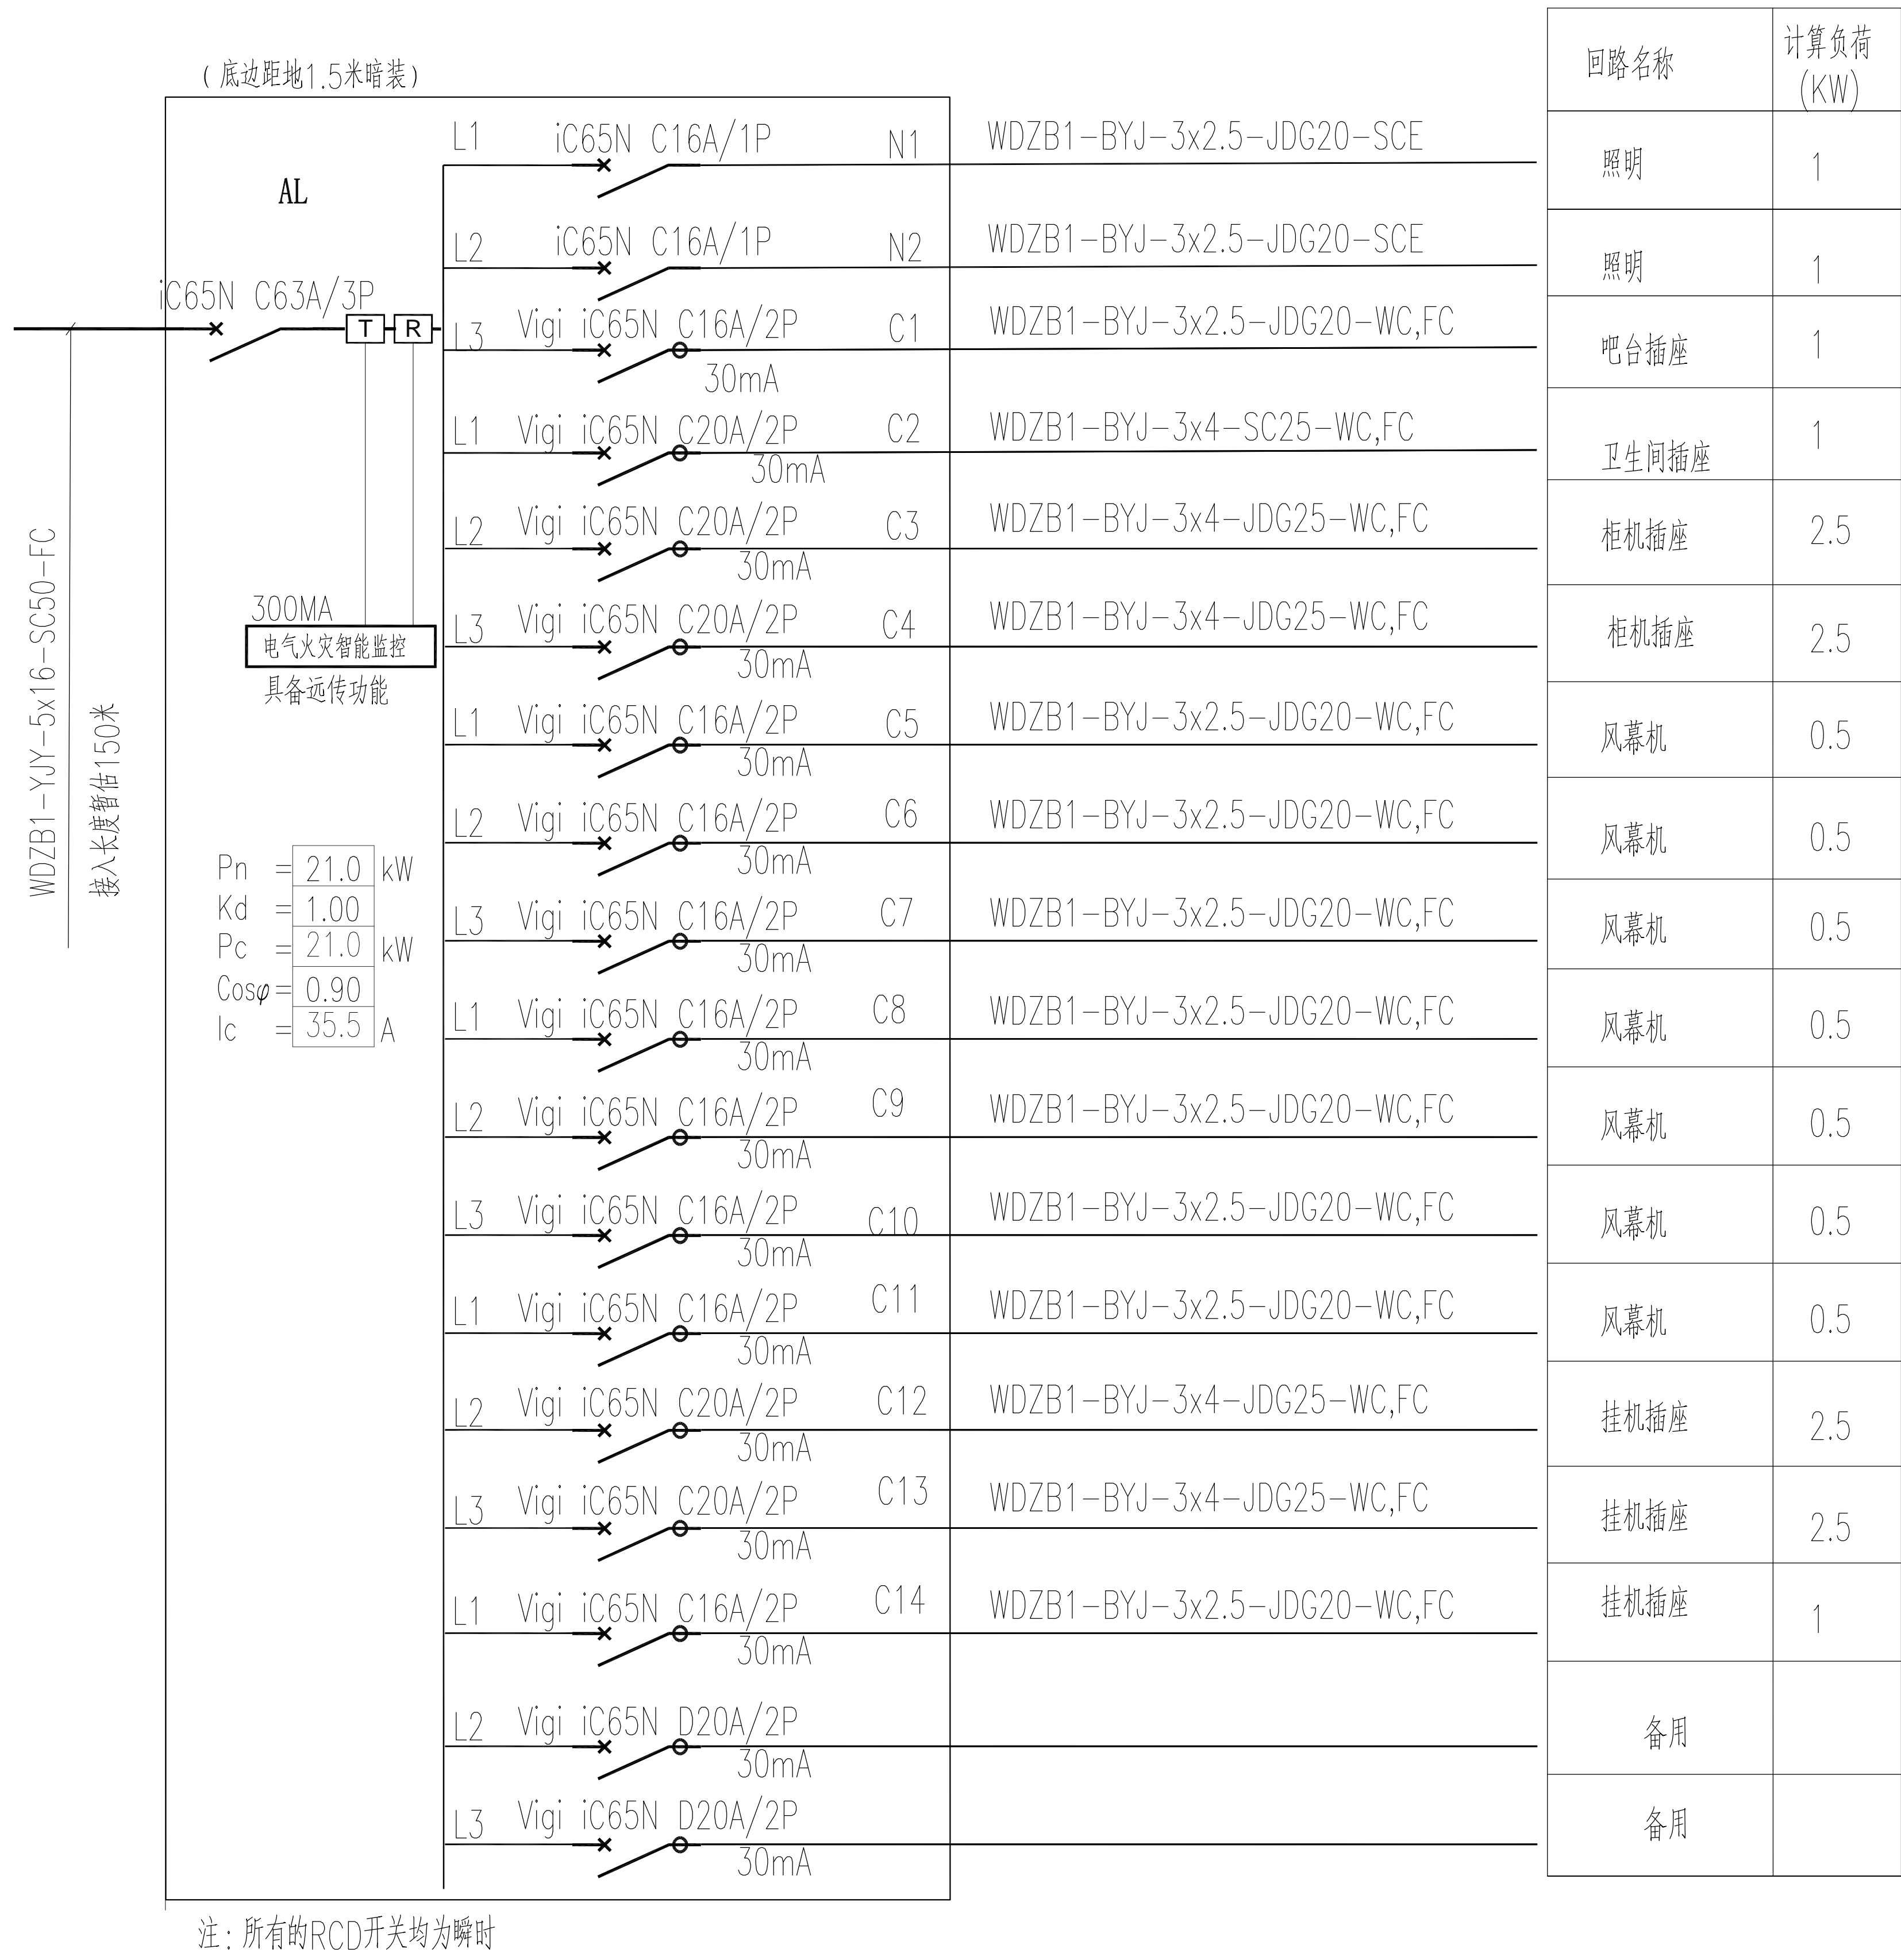 (底边距地1.5米暗装)
回路名称 计算负荷
(KW)
AL
iC65N C63A/3P
T R
WDZB1-YJY-5x16-SC50-FC
接入长度暂估150米
300MA
电气火灾智能监控
具备远传功能
Pn = 21.0 kW
Kd = 1.00
Pc = 21.0 kW
Cosφ = 0.90
Ic = 35.5 A
L1 iC65N C16A/1P N1 WDZB1-BYJ-3x2.5-JDG20-SCE 照明 1
L2 iC65N C16A/1P N2 WDZB1-BYJ-3x2.5-JDG20-SCE 照明 1
L3 Vigi iC65N C16A/2P C1 WDZB1-BYJ-3x2.5-JDG20-WC,FC 吧台插座 1
30mA
L1 Vigi iC65N C20A/2P C2 WDZB1-BYJ-3x4-SC25-WC,FC 卫生间插座 1
30mA
L2 Vigi iC65N C20A/2P C3 WDZB1-BYJ-3x4-JDG25-WC,FC 柜机插座 2.5
30mA
L3 Vigi iC65N C20A/2P C4 WDZB1-BYJ-3x4-JDG25-WC,FC 柜机插座 2.5
30mA
L1 Vigi iC65N C16A/2P C5 WDZB1-BYJ-3x2.5-JDG20-WC,FC 风幕机 0.5
30mA
L2 Vigi iC65N C16A/2P C6 WDZB1-BYJ-3x2.5-JDG20-WC,FC 风幕机 0.5
30mA
L3 Vigi iC65N C16A/2P C7 WDZB1-BYJ-3x2.5-JDG20-WC,FC 风幕机 0.5
30mA
L1 Vigi iC65N C16A/2P C8 WDZB1-BYJ-3x2.5-JDG20-WC,FC 风幕机 0.5
30mA
L2 Vigi iC65N C16A/2P C9 WDZB1-BYJ-3x2.5-JDG20-WC,FC 风幕机 0.5
30mA
L3 Vigi iC65N C16A/2P C10 WDZB1-BYJ-3x2.5-JDG20-WC,FC 风幕机 0.5
30mA
L1 Vigi iC65N C16A/2P C11 WDZB1-BYJ-3x2.5-JDG20-WC,FC 风幕机 0.5
30mA
L2 Vigi iC65N C20A/2P C12 WDZB1-BYJ-3x4-JDG25-WC,FC 挂机插座 2.5
30mA
L3 Vigi iC65N C20A/2P C13 WDZB1-BYJ-3x4-JDG25-WC,FC 挂机插座 2.5
30mA
L1 Vigi iC65N C16A/2P C14 WDZB1-BYJ-3x2.5-JDG20-WC,FC 挂机插座 1
30mA
L2 Vigi iC65N D20A/2P 备用
30mA
L3 Vigi iC65N D20A/2P 备用
30mA
注:所有的RCD开关均为瞬时